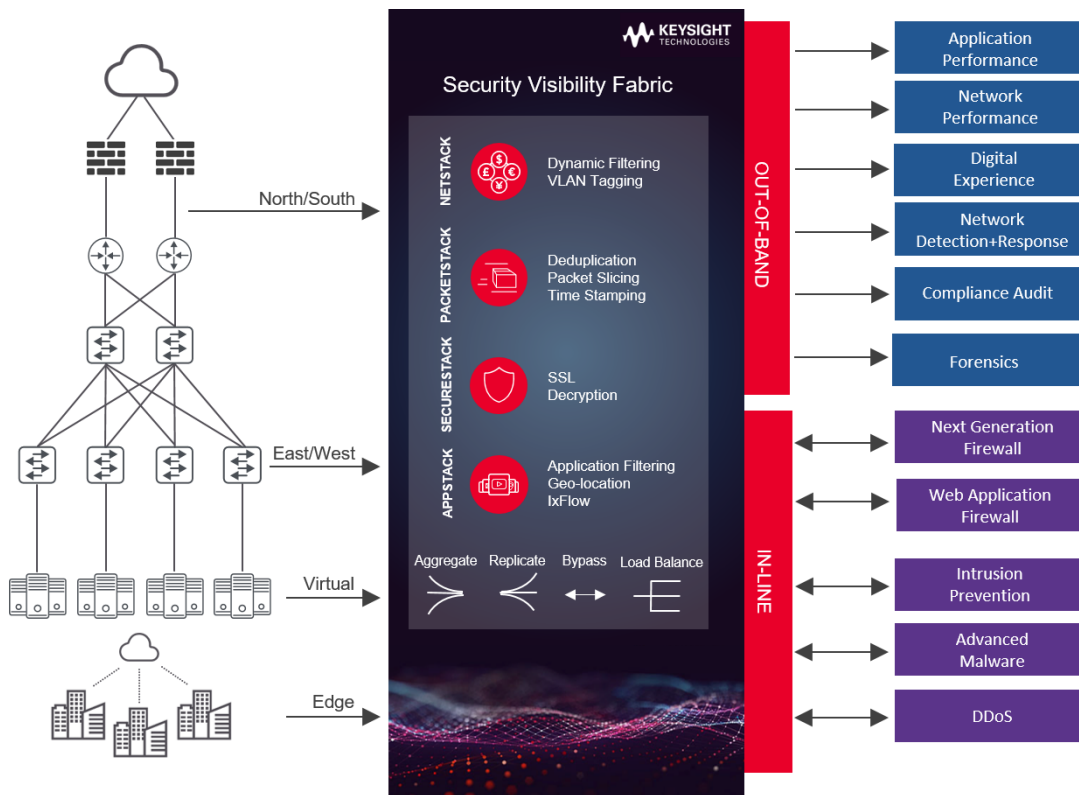 KEYSIGHT
TECHNOLOGIES
Security Visibility Fabric
North/South
East/West
Virtual
Edge
NETSTACK
$
£
€
¥
Dynamic Filtering
VLAN Tagging
PACKETSTACK
Deduplication
Packet Slicing
Time Stamping
SECURESTACK
SSL
Decryption
APPSTACK
Application Filtering
Geo-location
IxFlow
Aggregate
Replicate
Bypass
Load Balance
OUT-OF-BAND
Application
Performance
Network
Performance
Digital
Experience
Network
Detection+Response
Compliance Audit
Forensics
IN-LINE
Next Generation
Firewall
Web Application
Firewall
Intrusion
Prevention
Advanced
Malware
DDoS